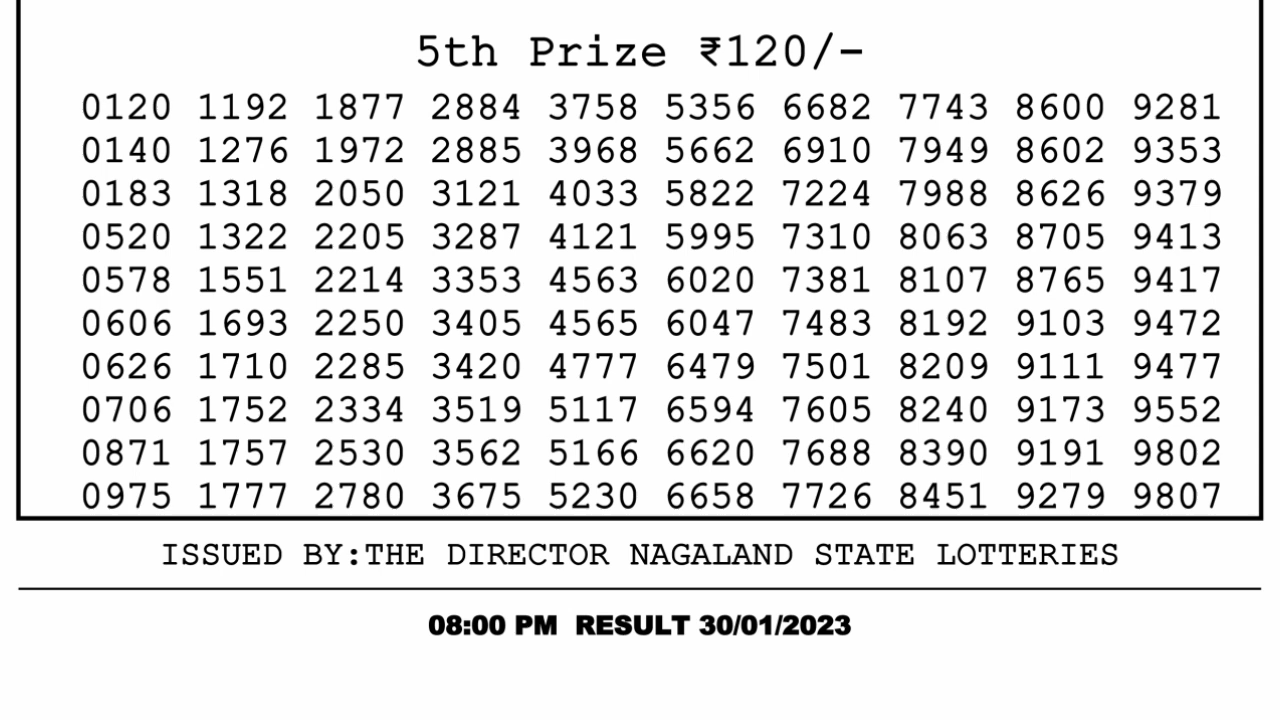 5th Prize ₹120/-
0120 1192 1877 2884 3758 5356 6682 7743 8600 9281
0140 1276 1972 2885 3968 5662 6910 7949 8602 9353
0183 1318 2050 3121 4033 5822 7224 7988 8626 9379
0520 1322 2205 3287 4121 5995 7310 8063 8705 9413
0578 1551 2214 3353 4563 6020 7381 8107 8765 9417
0606 1693 2250 3405 4565 6047 7483 8192 9103 9472
0626 1710 2285 3420 4777 6479 7501 8209 9111 9477
0706 1752 2334 3519 5117 6594 7605 8240 9173 9552
0871 1757 2530 3562 5166 6620 7688 8390 9191 9802
0975 1777 2780 3675 5230 6658 7726 8451 9279 9807
ISSUED BY:THE DIRECTOR NAGALAND STATE LOTTERIES
08:00 PM RESULT 30/01/2023